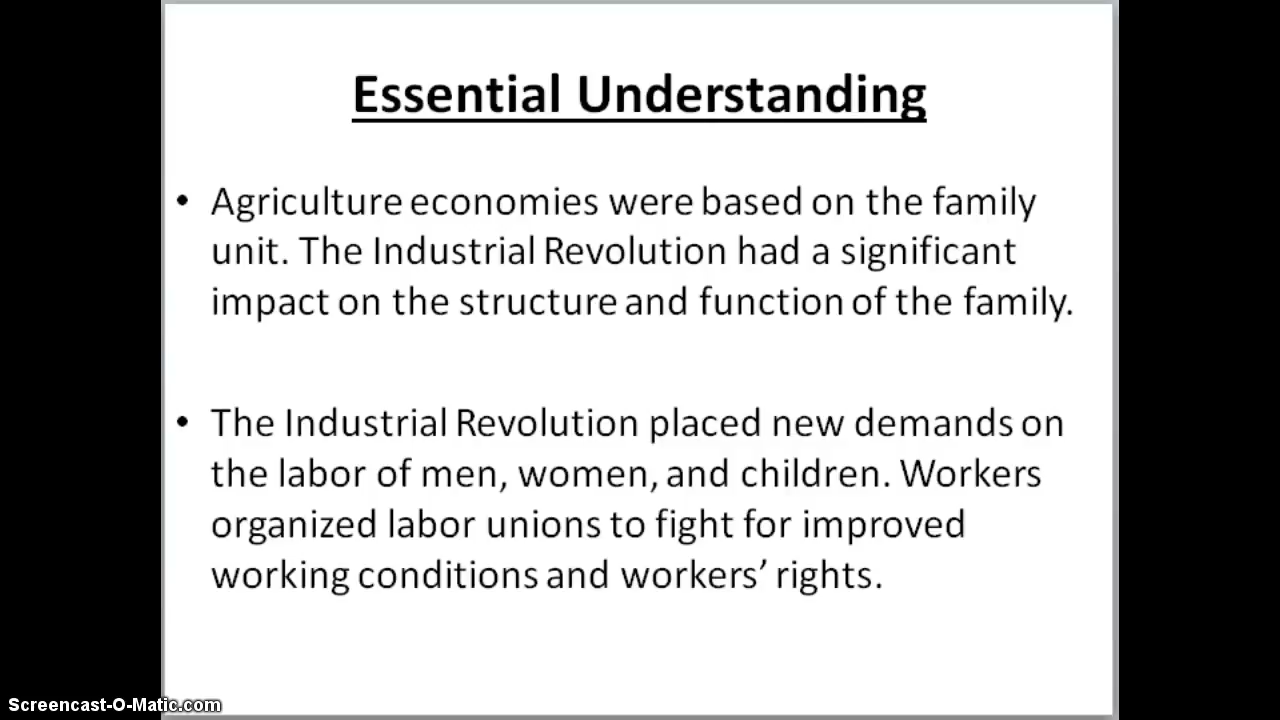 Essential Understanding
• Agriculture economies were based on the family
unit. The Industrial Revolution had a significant
impact on the structure and function of the family.
• The Industrial Revolution placed new demands on
the labor of men, women, and children. Workers
organized labor unions to fight for improved
working conditions and workers’ rights.
Screencast-O-Matic.com